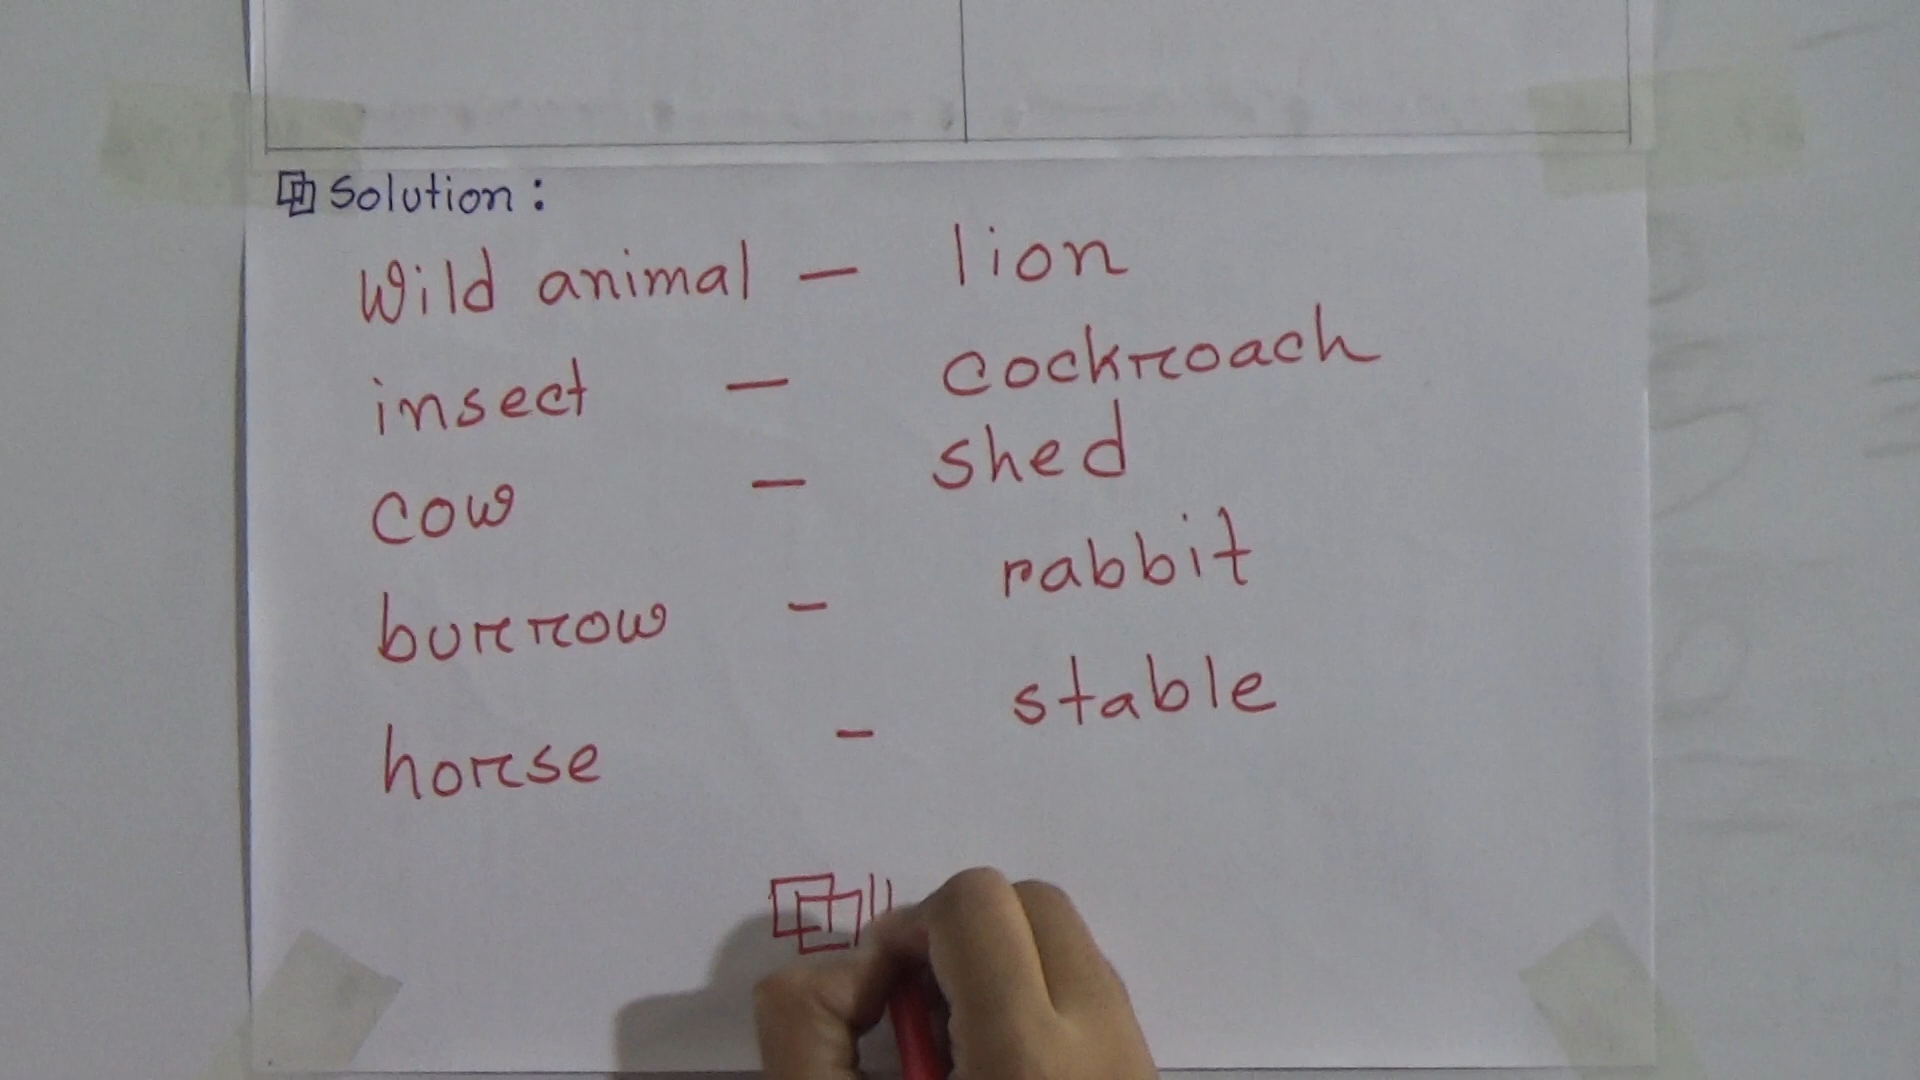 Solution :
Wild animal – lion
insect – cockroach
cow – shed
burrow – rabbit
horse – stable